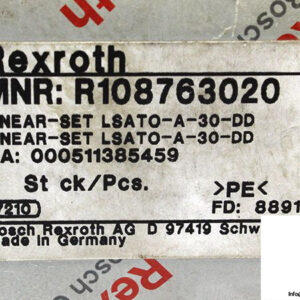 Rexroth
MNR: R108763020
NEAR-SET LSATO-A-30-DD
NEAR-SET LSATO-A-30-DD
A: 000511385459
St ck/Pcs. >PE<
7210) FD: 8891
osch Rexroth AG D 97419 Schw
ade in Germany